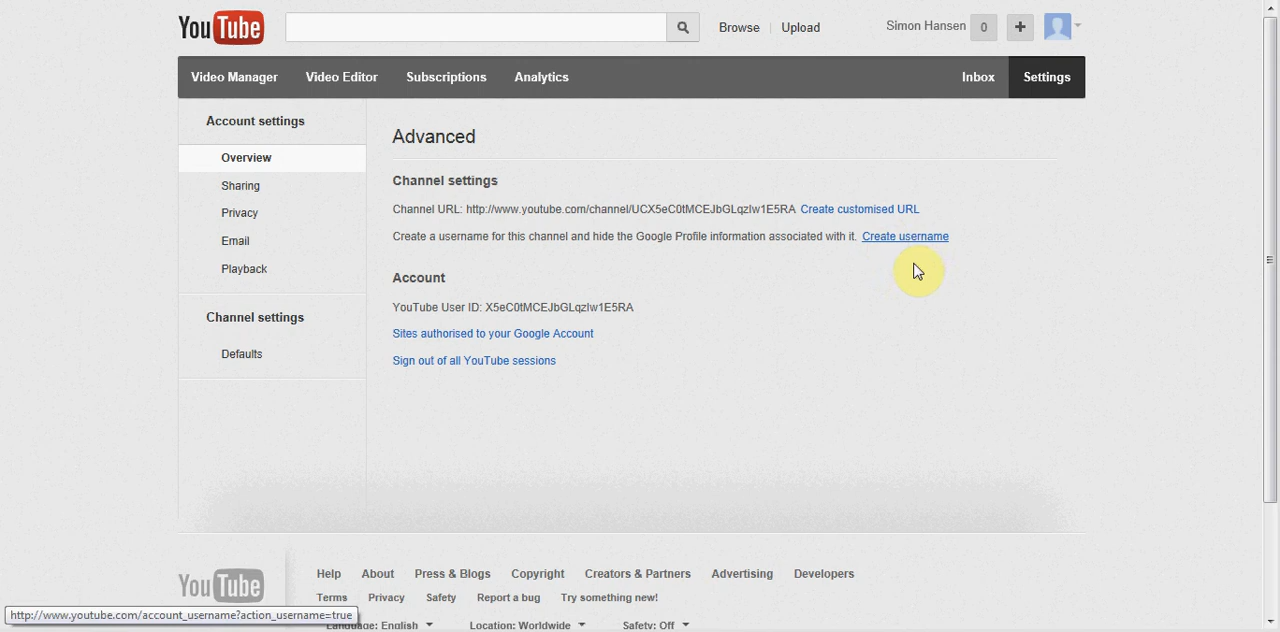 YouTube
Browse | Upload
Simon Hansen 0 +
Video Manager Video Editor Subscriptions Analytics Inbox Settings
Account settings
Overview
Sharing
Privacy
Email
Playback
Channel settings
Defaults
Advanced
Channel settings
Channel URL: http://www.youtube.com/channel/UCX5eC0tMCEJbGLqzlw1E5RA Create customised URL
Create a username for this channel and hide the Google Profile information associated with it. Create username
Account
YouTube User ID: X5eC0tMCEJbGLqzlw1E5RA
Sites authorised to your Google Account
Sign out of all YouTube sessions
YouTube
Help About Press & Blogs Copyright Creators & Partners Advertising Developers
Terms Privacy Safety Report a bug Try something new!
Language: English Location: Worldwide Safety: Off
http://www.youtube.com/account_username?action_username=true